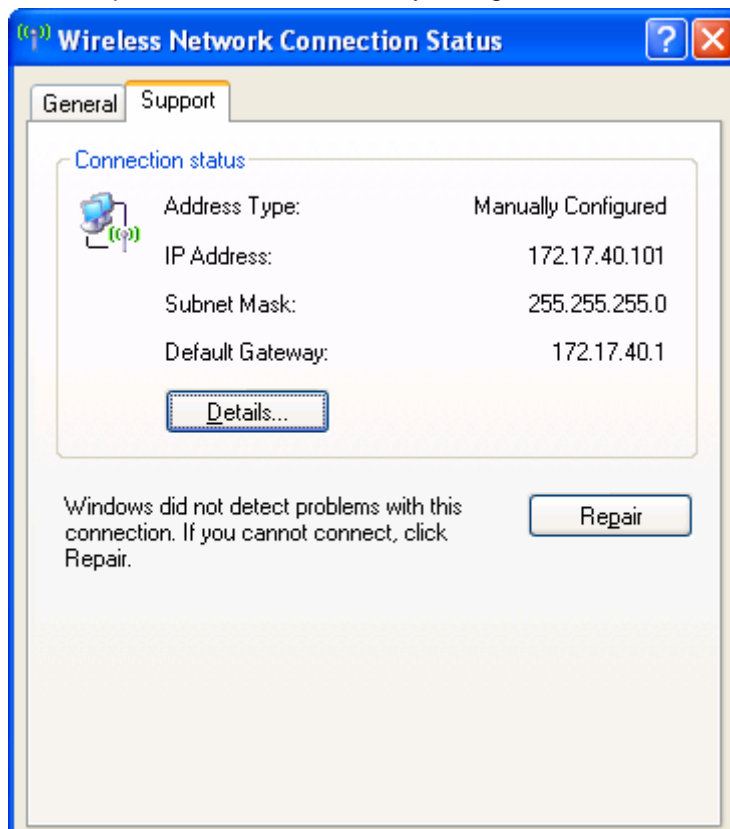 Wireless Network Connection Status
General Support
Connection status
Address Type: Manually Configured
IP Address: 172.17.40.101
Subnet Mask: 255.255.255.0
Default Gateway: 172.17.40.1
Details...
Windows did not detect problems with this
connection. If you cannot connect, click
Repair.
Repair